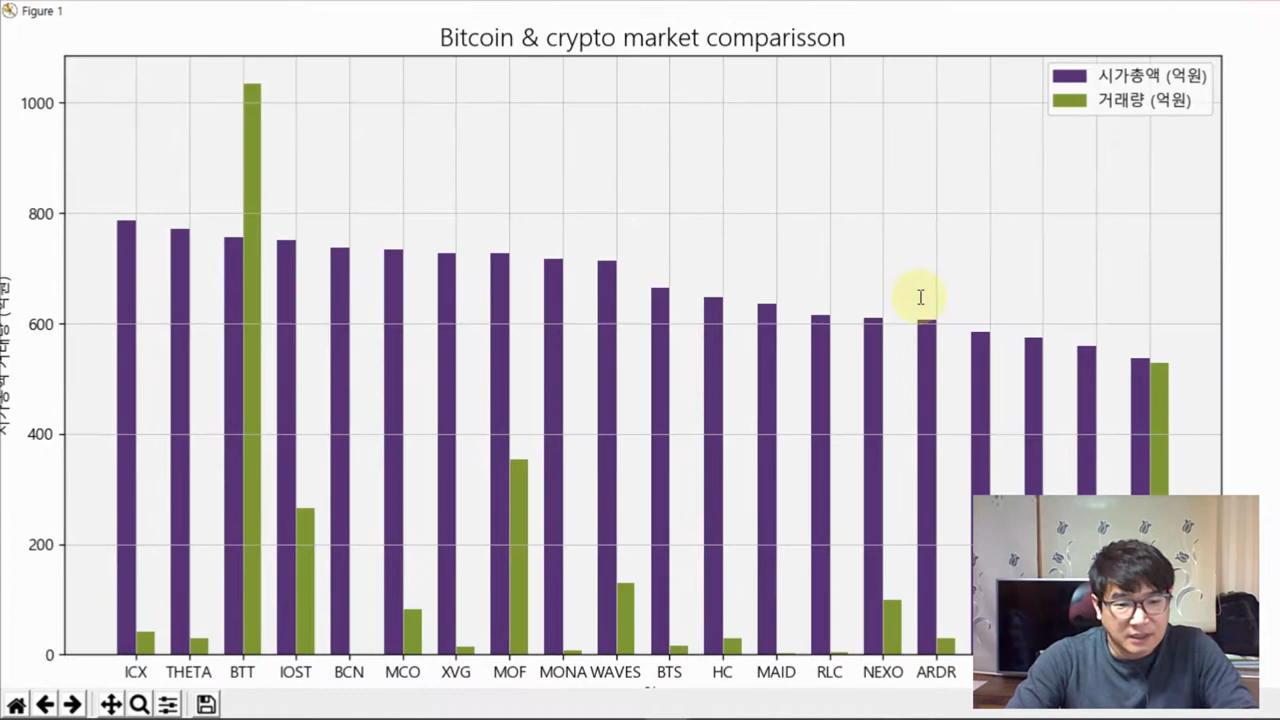 Figure 1
Bitcoin & crypto market comparisson
시가총액 (억원)
거래량 (억원)
1000
800
600
400
200
0
ICX THETA BTT IOST BCN MCO XVG MOF DNA WAVES BTS HC MAID RLC NEXO ARDR